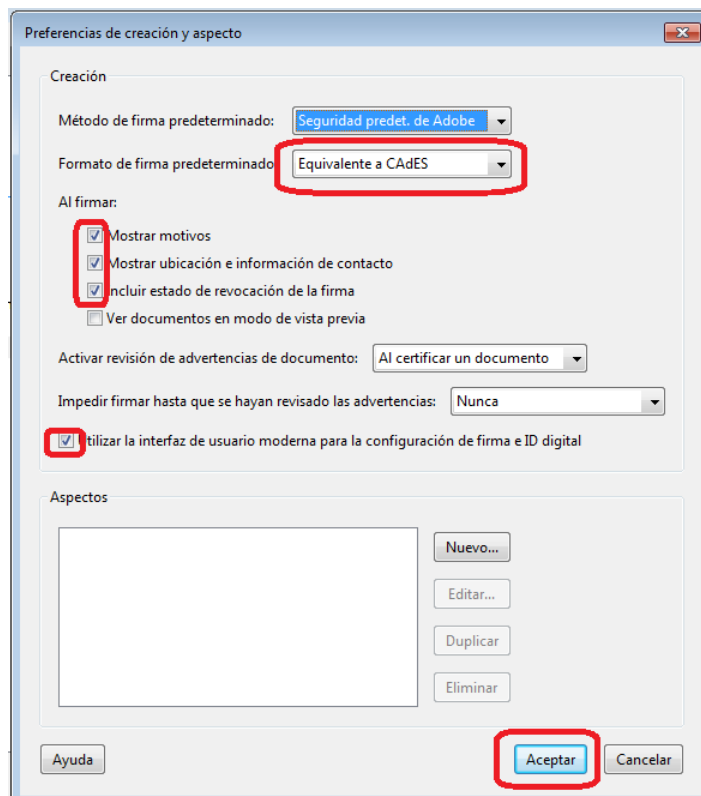 Preferencias de creación y aspecto
Creación
Método de firma predeterminado: Seguridad predet. de Adobe
Formato de firma predeterminado Equivalente a CAdES
Al firmar:
Mostrar motivos
Mostrar ubicación e información de contacto
Incluir estado de revocación de la firma
Ver documentos en modo de vista previa
Activar revisión de advertencias de documento: Al certificar un documento
Impedir firmar hasta que se hayan revisado las advertencias: Nunca
Utilizar la interfaz de usuario moderna para la configuración de firma e ID digital
Aspectos
Nuevo...
Editar...
Duplicar
Eliminar
Ayuda Aceptar Cancelar